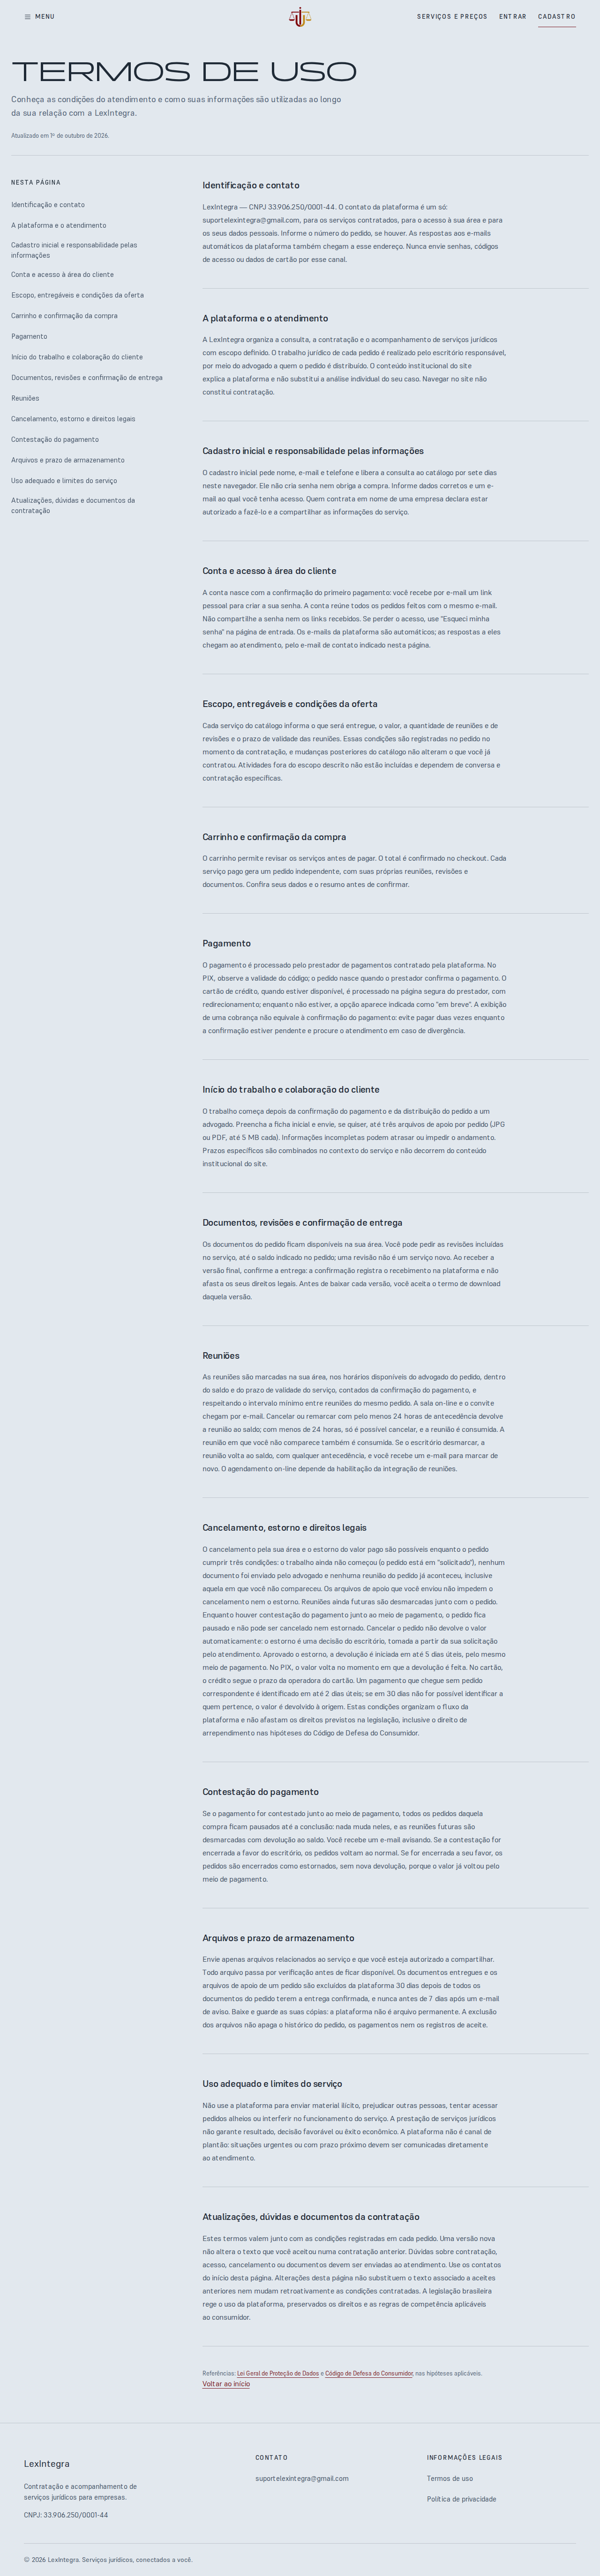 MENU
SERVIÇOS E PREÇOS
ENTRAR
CADASTRO
TERMOS DE USO
Conheça as condições do atendimento e como suas informações são utilizadas ao longo
da sua relação com a LexIntegra.
Atualizado em 1º de outubro de 2026.
NESTA PÁGINA
Identificação e contato
A plataforma e o atendimento
Cadastro inicial e responsabilidade pelas
informações
Conta e acesso à área do cliente
Escopo, entregáveis e condições da oferta
Carrinho e confirmação da compra
Pagamento
Início do trabalho e colaboração do cliente
Documentos, revisões e confirmação de entrega
Reuniões
Cancelamento, estorno e direitos legais
Contestação do pagamento
Arquivos e prazo de armazenamento
Uso adequado e limites do serviço
Atualizações, dúvidas e documentos da
contratação
Identificação e contato
LexIntegra — CNPJ 33.906.250/0001-44. O contato da plataforma é um só:
suportelexintegra@gmail.com, para os serviços contratados, para o acesso à sua área e para
os seus dados pessoais. Informe o número do pedido, se houver. As respostas aos e-mails
automáticos da plataforma também chegam a esse endereço. Nunca envie senhas, códigos
de acesso ou dados de cartão por esse canal.
A plataforma e o atendimento
A LexIntegra organiza a consulta, a contratação e o acompanhamento de serviços jurídicos
com escopo definido. O trabalho jurídico de cada pedido é realizado pelo escritório responsável,
por meio do advogado a quem o pedido é distribuído. O conteúdo institucional do site
explica a plataforma e não substitui a análise individual do seu caso. Navegar no site não
constitui contratação.
Cadastro inicial e responsabilidade pelas informações
O cadastro inicial pede nome, e-mail e telefone e libera a consulta ao catálogo por sete dias
neste navegador. Ele não cria senha nem obriga a compra. Informe dados corretos e um e-
mail ao qual você tenha acesso. Quem contrata em nome de uma empresa declara estar
autorizado a fazê-lo e a compartilhar as informações do serviço.
Conta e acesso à área do cliente
A conta nasce com a confirmação do primeiro pagamento: você recebe por e-mail um link
pessoal para criar a sua senha. A conta reúne todos os pedidos feitos com o mesmo e-mail.
Não compartilhe a senha nem os links recebidos. Se perder o acesso, use "Esqueci minha
senha" na página de entrada. Os e-mails da plataforma são automáticos; as respostas a eles
chegam ao atendimento, pelo e-mail de contato indicado nesta página.
Escopo, entregáveis e condições da oferta
Cada serviço do catálogo informa o que será entregue, o valor, a quantidade de reuniões e de
revisões e o prazo de validade das reuniões. Essas condições são registradas no pedido no
momento da contratação, e mudanças posteriores do catálogo não alteram o que você já
contratou. Atividades fora do escopo descrito não estão incluídas e dependem de conversa e
contratação específicas.
Carrinho e confirmação da compra
O carrinho permite revisar os serviços antes de pagar. O total é confirmado no checkout. Cada
serviço pago gera um pedido independente, com suas próprias reuniões, revisões e
documentos. Confira seus dados e o resumo antes de confirmar.
Pagamento
O pagamento é processado pelo prestador de pagamentos contratado pela plataforma. No
PIX, observe a validade do código; o pedido nasce quando o prestador confirma o pagamento. O
cartão de crédito, quando estiver disponível, é processado na página segura do prestador, com
redirecionamento; enquanto não estiver, a opção aparece indicada como "em breve". A exibição
de uma cobrança não equivale à confirmação do pagamento: evite pagar duas vezes enquanto
a confirmação estiver pendente e procure o atendimento em caso de divergência.
Início do trabalho e colaboração do cliente
O trabalho começa depois da confirmação do pagamento e da distribuição do pedido a um
advogado. Preencha a ficha inicial e envie, se quiser, até três arquivos de apoio por pedido (JPG
ou PDF, até 5 MB cada). Informações incompletas podem atrasar ou impedir o andamento.
Prazos específicos são combinados no contexto do serviço e não decorrem do conteúdo
institucional do site.
Documentos, revisões e confirmação de entrega
Os documentos do pedido ficam disponíveis na sua área. Você pode pedir as revisões incluídas
no serviço, até o saldo indicado no pedido; uma revisão não é um serviço novo. Ao receber a
versão final, confirme a entrega: a confirmação registra o recebimento na plataforma e não
afasta os seus direitos legais. Antes de baixar cada versão, você aceita o termo de download
daquela versão.
Reuniões
As reuniões são marcadas na sua área, nos horários disponíveis do advogado do pedido, dentro
do saldo e do prazo de validade do serviço, contados da confirmação do pagamento, e
respeitando o intervalo mínimo entre reuniões do mesmo pedido. A sala on-line e o convite
chegam por e-mail. Cancelar ou remarcar com pelo menos 24 horas de antecedência devolve
a reunião ao saldo; com menos de 24 horas, só é possível cancelar, e a reunião é consumida. A
reunião em que você não comparece também é consumida. Se o escritório desmarcar, a
reunião volta ao saldo, com qualquer antecedência, e você recebe um e-mail para marcar de
novo. O agendamento on-line depende da habilitação da integração de reuniões.
Cancelamento, estorno e direitos legais
O cancelamento pela sua área e o estorno do valor pago são possíveis enquanto o pedido
cumprir três condições: o trabalho ainda não começou (o pedido está em "solicitado"), nenhum
documento foi enviado pelo advogado e nenhuma reunião do pedido já aconteceu, inclusive
aquela em que você não compareceu. Os arquivos de apoio que você enviou não impedem o
cancelamento nem o estorno. Reuniões ainda futuras são desmarcadas junto com o pedido.
Enquanto houver contestação do pagamento junto ao meio de pagamento, o pedido fica
pausado e não pode ser cancelado nem estornado. Cancelar o pedido não devolve o valor
automaticamente: o estorno é uma decisão do escritório, tomada a partir da sua solicitação
pelo atendimento. Aprovado o estorno, a devolução é iniciada em até 5 dias úteis, pelo mesmo
meio de pagamento. No PIX, o valor volta no momento em que a devolução é feita. No cartão,
o crédito segue o prazo da operadora do cartão. Um pagamento que chegue sem pedido
correspondente é identificado em até 2 dias úteis; se em 30 dias não for possível identificar a
quem pertence, o valor é devolvido à origem. Estas condições organizam o fluxo da
plataforma e não afastam os direitos previstos na legislação, inclusive o direito de
arrependimento nas hipóteses do Código de Defesa do Consumidor.
Contestação do pagamento
Se o pagamento for contestado junto ao meio de pagamento, todos os pedidos daquela
compra ficam pausados até a conclusão: nada muda neles, e as reuniões futuras são
desmarcadas com devolução ao saldo. Você recebe um e-mail avisando. Se a contestação for
encerrada a favor do escritório, os pedidos voltam ao normal. Se for encerrada a seu favor, os
pedidos são encerrados como estornados, sem nova devolução, porque o valor já voltou pelo
meio de pagamento.
Arquivos e prazo de armazenamento
Envie apenas arquivos relacionados ao serviço e que você esteja autorizado a compartilhar.
Todo arquivo passa por verificação antes de ficar disponível. Os documentos entregues e os
arquivos de apoio de um pedido são excluídos da plataforma 30 dias depois de todos os
documentos do pedido terem a entrega confirmada, e nunca antes de 7 dias após um e-mail
de aviso. Baixe e guarde as suas cópias: a plataforma não é arquivo permanente. A exclusão
dos arquivos não apaga o histórico do pedido, os pagamentos nem os registros de aceite.
Uso adequado e limites do serviço
Não use a plataforma para enviar material ilícito, prejudicar outras pessoas, tentar acessar
pedidos alheios ou interferir no funcionamento do serviço. A prestação de serviços jurídicos
não garante resultado, decisão favorável ou êxito econômico. A plataforma não é canal de
plantão: situações urgentes ou com prazo próximo devem ser comunicadas diretamente
ao atendimento.
Atualizações, dúvidas e documentos da contratação
Estes termos valem junto com as condições registradas em cada pedido. Uma versão nova
não altera o texto que você aceitou numa contratação anterior. Dúvidas sobre contratação,
acesso, cancelamento ou documentos devem ser enviadas ao atendimento. Use os contatos
do início desta página. Alterações desta página não substituem o texto associado a aceites
anteriores nem mudam retroativamente as condições contratadas. A legislação brasileira
rege o uso da plataforma, preservados os direitos e as regras de competência aplicáveis
ao consumidor.
Referências: Lei Geral de Proteção de Dados e Código de Defesa do Consumidor, nas hipóteses aplicáveis.
Voltar ao início
LexIntegra
Contratação e acompanhamento de
serviços jurídicos para empresas.
CNPJ: 33.906.250/0001-44
CONTATO
suportelexintegra@gmail.com
INFORMAÇÕES LEGAIS
Termos de uso
Política de privacidade
© 2026 LexIntegra. Serviços jurídicos, conectados a você.